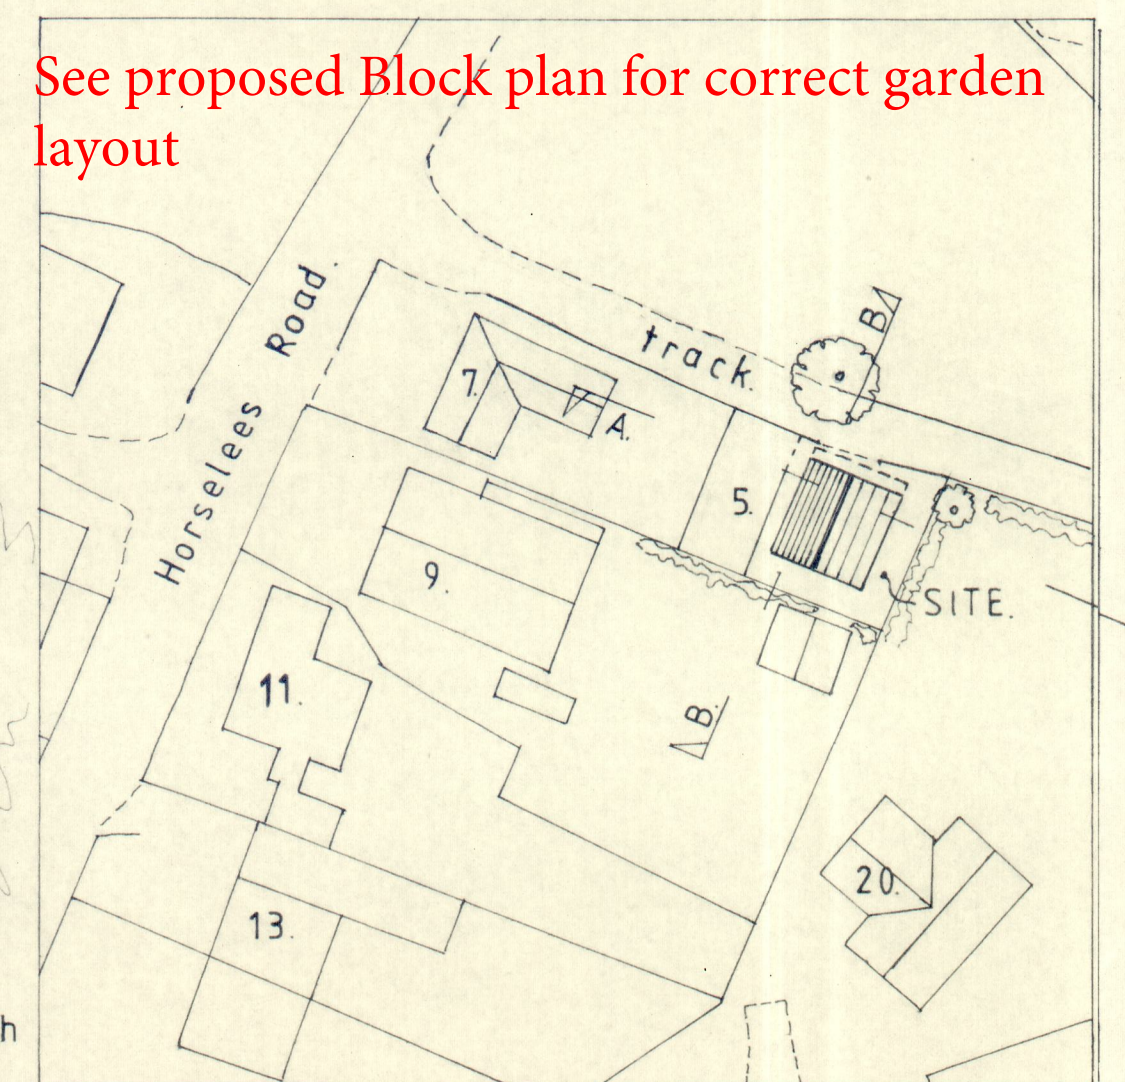 See proposed Block plan for correct garden
layout
Horselees Road.
track.
B
7.
A.
5.
9.
SITE.
11.
B.
20.
13.
h